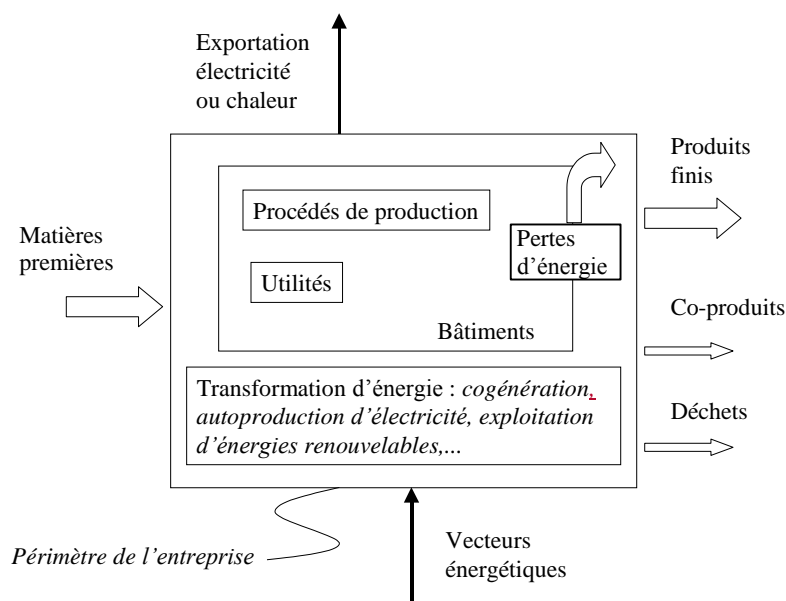 Exportation
électricité
ou chaleur
Produits
finis
Procédés de production
Pertes
d’énergie
Matières
premières
Utilités
Co-produits
Bâtiments
Transformation d’énergie : cogénération,
autoproduction d’électricité, exploitation
d’énergies renouvelables,...
Déchets
Périmètre de l’entreprise
Vecteurs
énergétiques